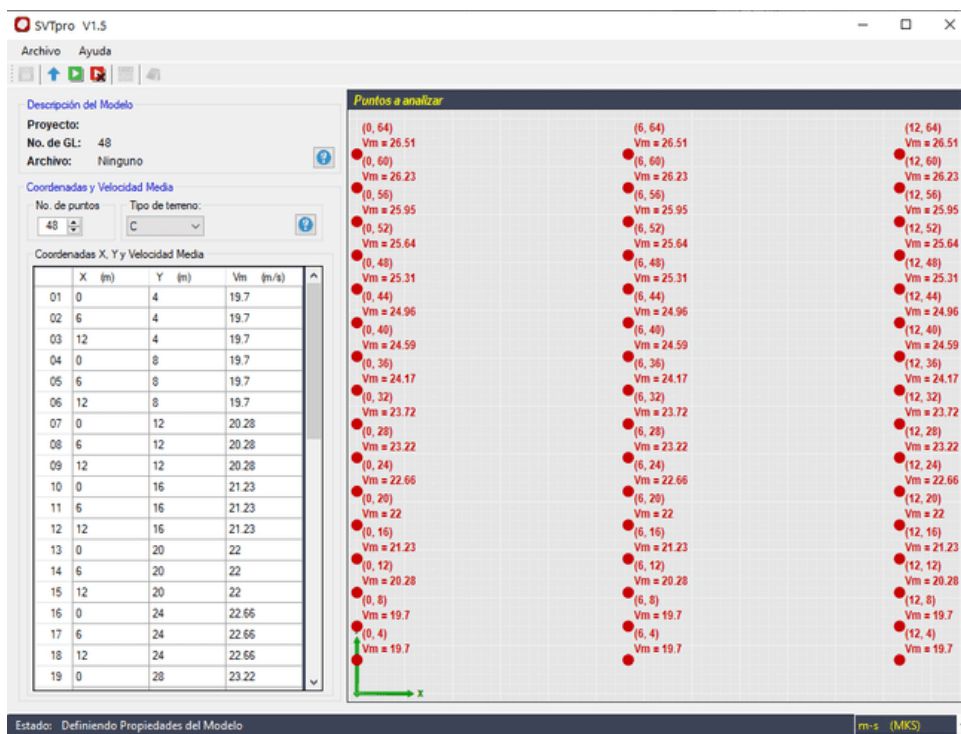 SVTpro V1.5
Archivo Ayuda
Descripción del Modelo
Proyecto:
No. de GL: 48
Archivo: Ninguno
Coordenadas y Velocidad Media
No. de puntos Tipo de terreno:
48 C
Coordenadas X, Y y Velocidad Media
X (m) Y (m) Vm (m/s)
01 0 4 19.7
02 6 4 19.7
03 12 4 19.7
04 0 8 19.7
05 6 8 19.7
06 12 8 19.7
07 0 12 20.28
08 6 12 20.28
09 12 12 20.28
10 0 16 21.23
11 6 16 21.23
12 12 16 21.23
13 0 20 22
14 6 20 22
15 12 20 22
16 0 24 22.66
17 6 24 22.66
18 12 24 22.66
19 0 28 23.22
Puntos a analizar
(0, 64) (6, 64) (12, 64)
Vm = 26.51 Vm = 26.51 Vm = 26.51
(0, 60) (6, 60) (12, 60)
Vm = 26.23 Vm = 26.23 Vm = 26.23
(0, 56) (6, 56) (12, 56)
Vm = 25.95 Vm = 25.95 Vm = 25.95
(0, 52) (6, 52) (12, 52)
Vm = 25.64 Vm = 25.64 Vm = 25.64
(0, 48) (6, 48) (12, 48)
Vm = 25.31 Vm = 25.31 Vm = 25.31
(0, 44) (6, 44) (12, 44)
Vm = 24.96 Vm = 24.96 Vm = 24.96
(0, 40) (6, 40) (12, 40)
Vm = 24.59 Vm = 24.59 Vm = 24.59
(0, 36) (6, 36) (12, 36)
Vm = 24.17 Vm = 24.17 Vm = 24.17
(0, 32) (6, 32) (12, 32)
Vm = 23.72 Vm = 23.72 Vm = 23.72
(0, 28) (6, 28) (12, 28)
Vm = 23.22 Vm = 23.22 Vm = 23.22
(0, 24) (6, 24) (12, 24)
Vm = 22.66 Vm = 22.66 Vm = 22.66
(0, 20) (6, 20) (12, 20)
Vm = 22 Vm = 22 Vm = 22
(0, 16) (6, 16) (12, 16)
Vm = 21.23 Vm = 21.23 Vm = 21.23
(0, 12) (6, 12) (12, 12)
Vm = 20.28 Vm = 20.28 Vm = 20.28
(0, 8) (6, 8) (12, 8)
Vm = 19.7 Vm = 19.7 Vm = 19.7
(0, 4) (6, 4) (12, 4)
Vm = 19.7 Vm = 19.7 Vm = 19.7
X
Estado: Definiendo Propiedades del Modelo m-s (MKS)